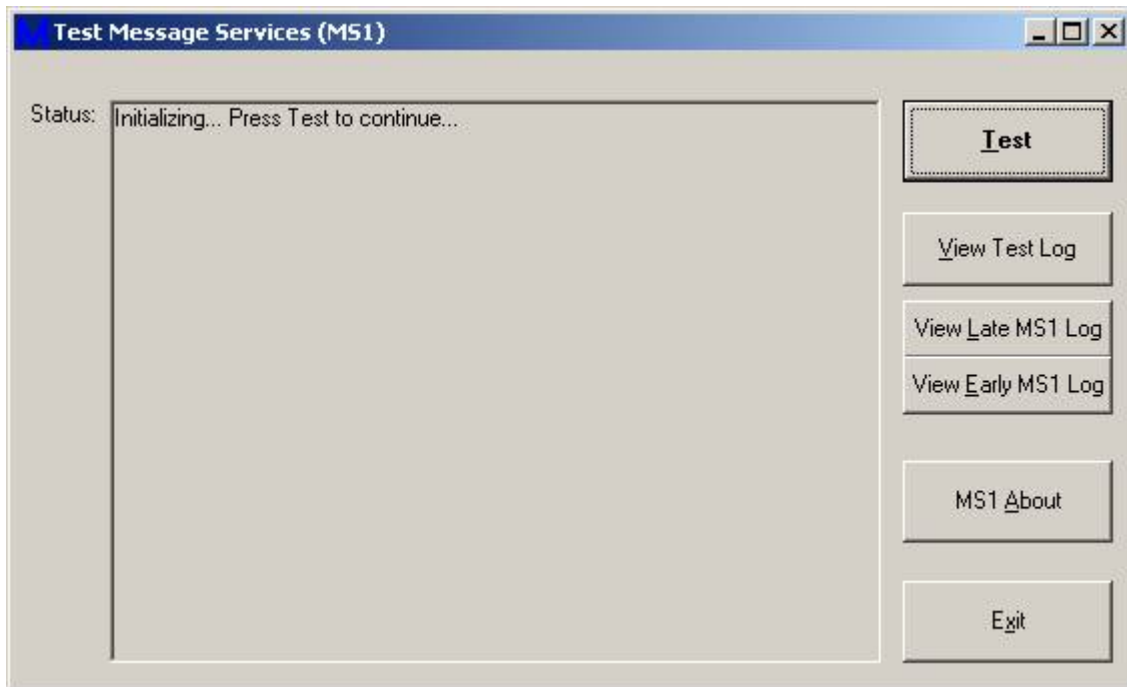 Test Message Services (MS1)
Status:
Initializing... Press Test to continue...
Test
View Test Log
View Late MS1 Log
View Early MS1 Log
MS1 About
Exit